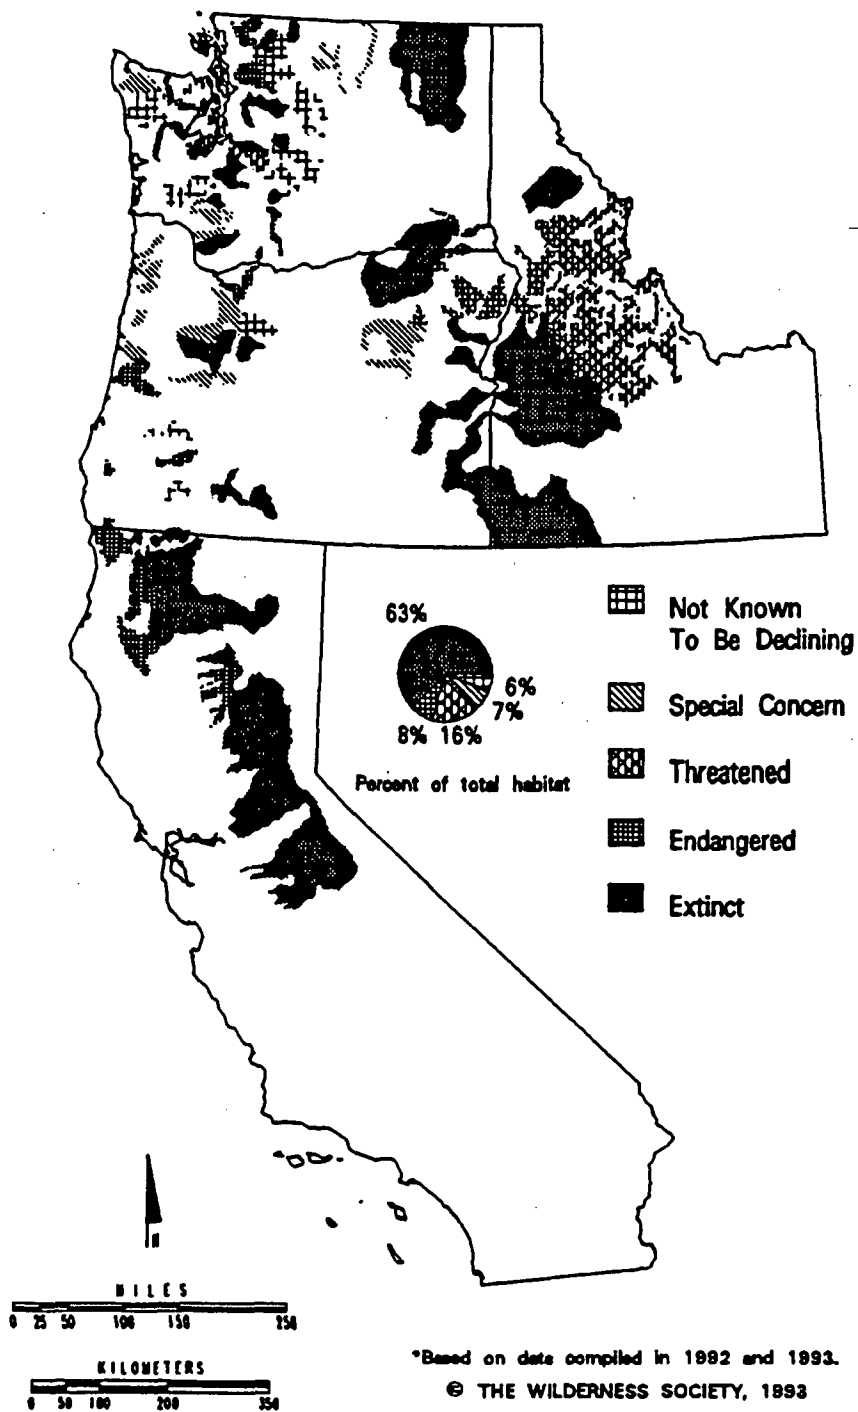 63%
6%
7%
8% 16%
Percent of total habitat
Not Known
To Be Declining
Special Concern
Threatened
Endangered
Extinct
N
MILES
0 25 50 100 150 250
KILOMETERS
0 50 100 200 350
*Based on data compiled in 1992 and 1993.
© THE WILDERNESS SOCIETY, 1993